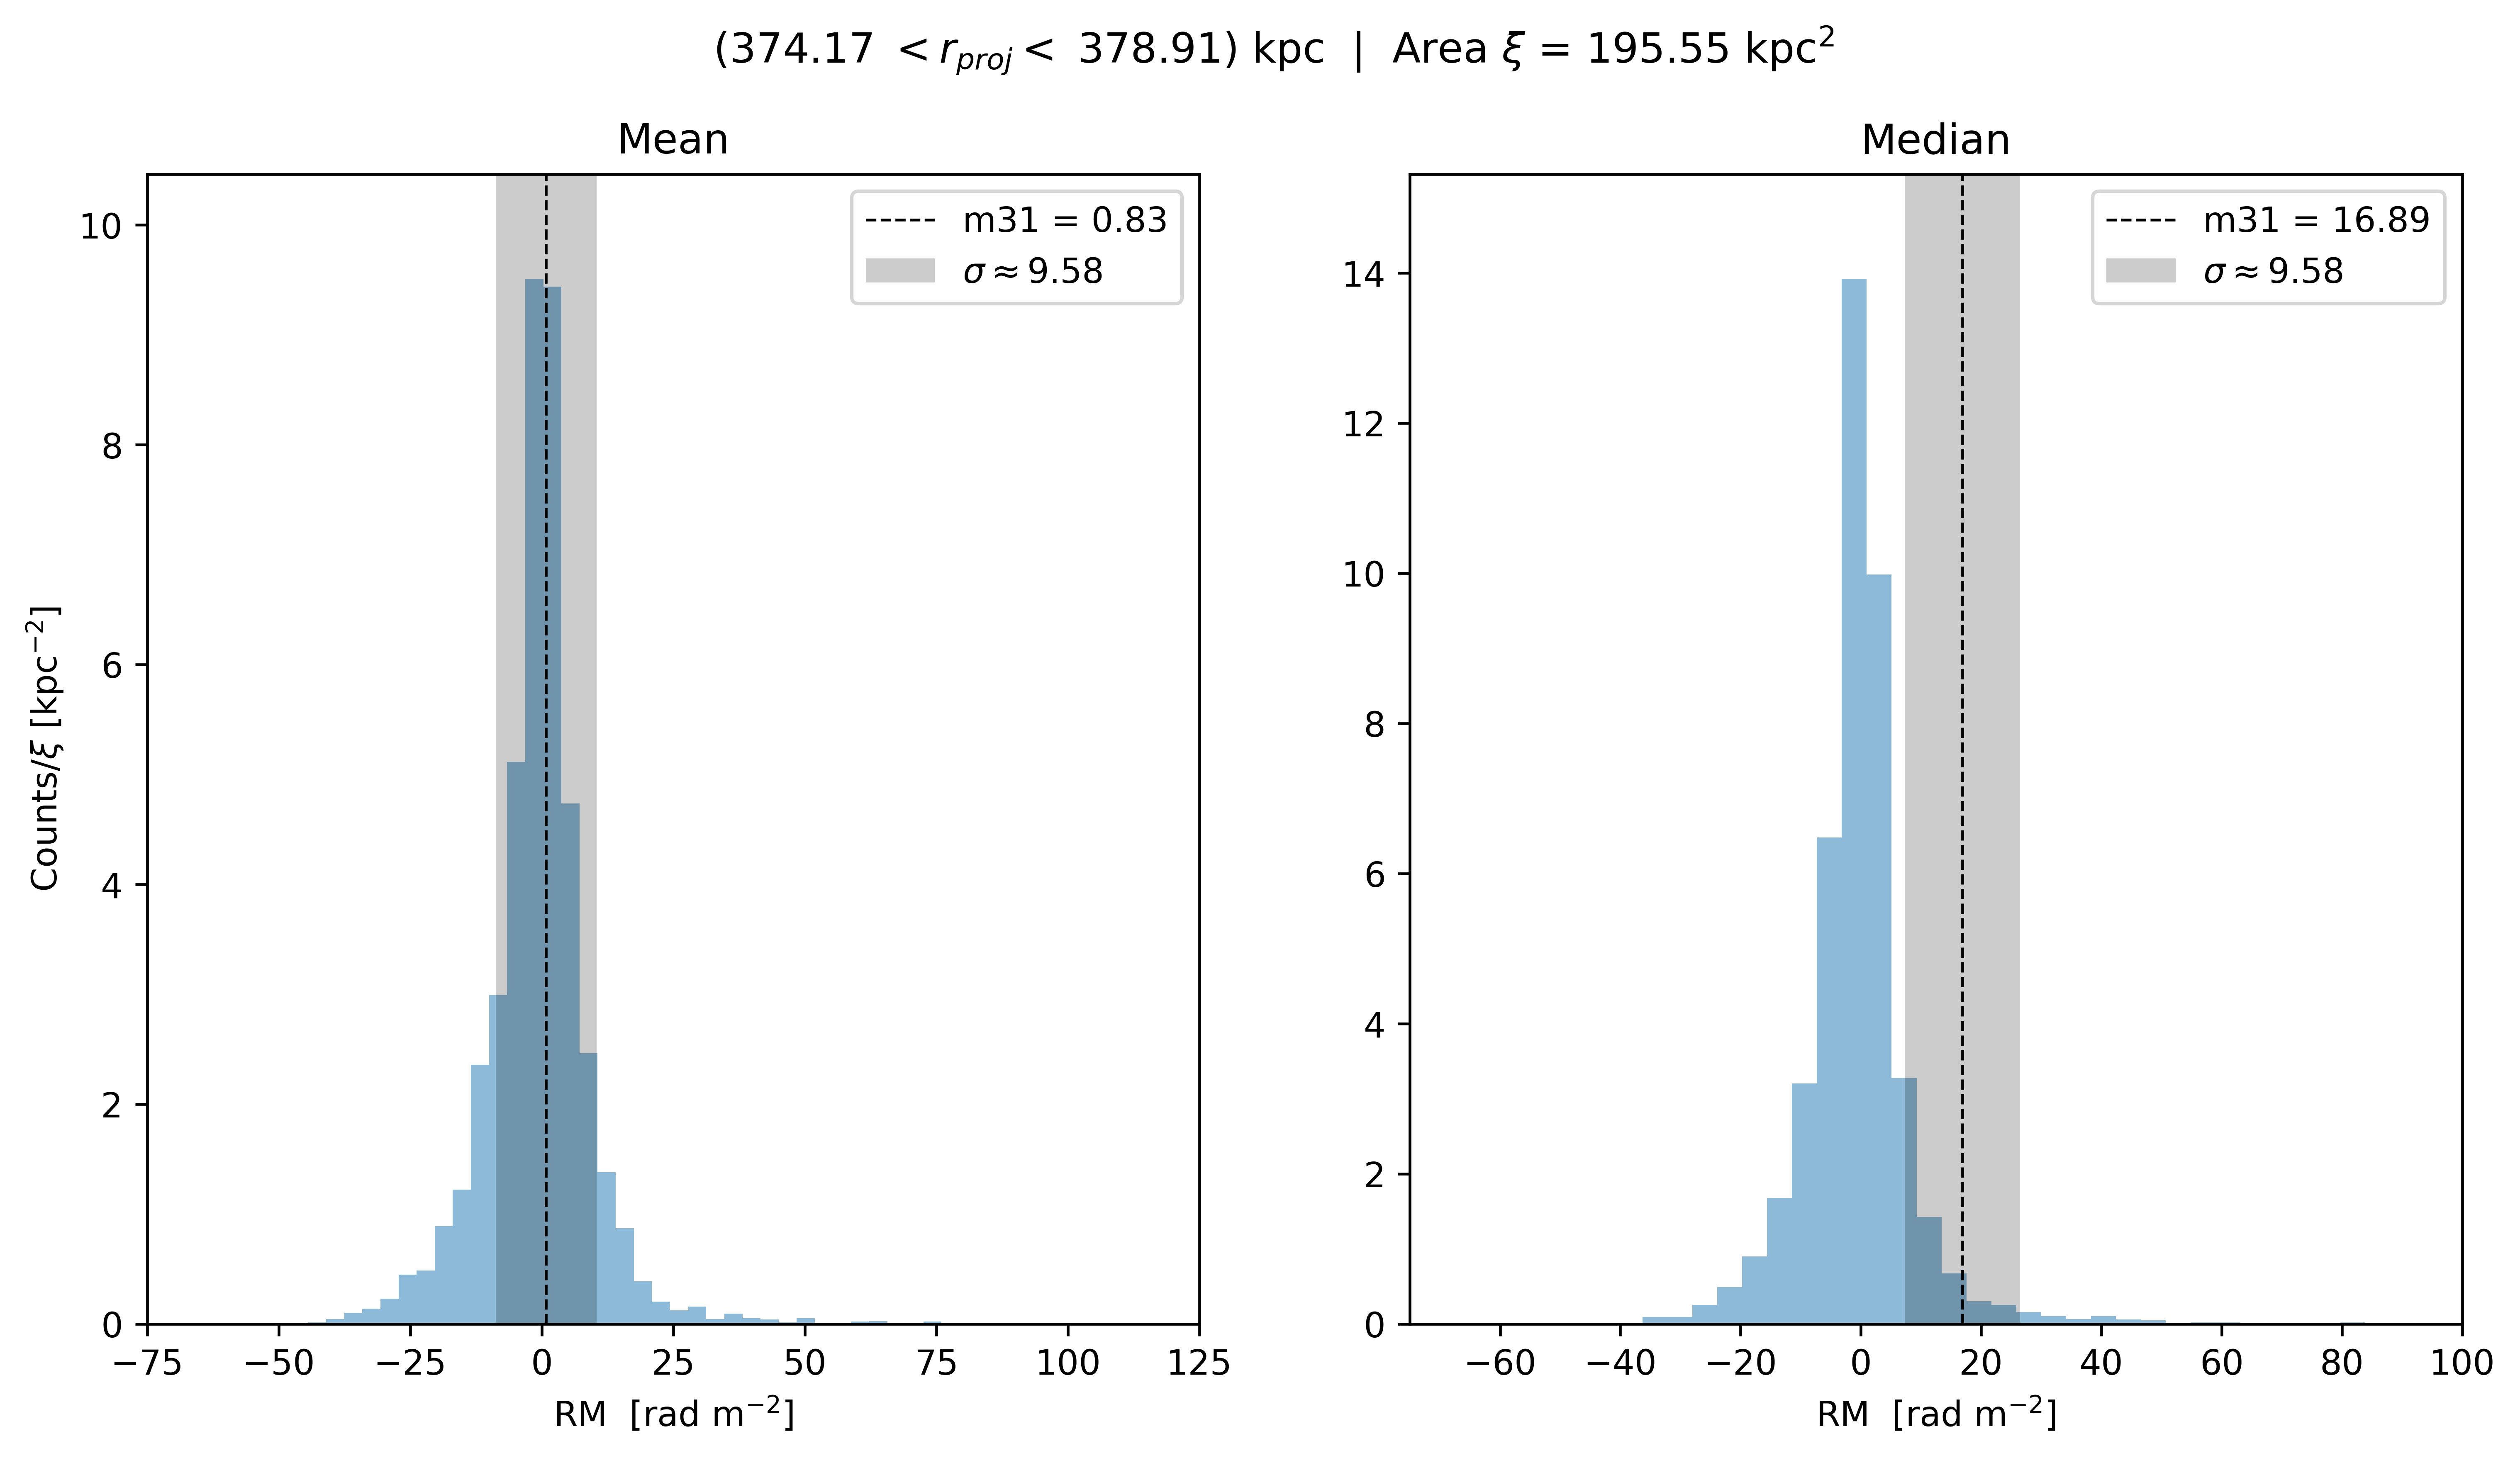 (374.17 < r_proj < 378.91) kpc | Area ξ = 195.55 kpc²
Mean
m31 = 0.83
σ ≈ 9.58
Counts/ξ [kpc⁻²]
10
8
6
4
2
0
−75 −50 −25 0 25 50 75 100 125
RM [rad m⁻²]
Median
m31 = 16.89
σ ≈ 9.58
14
12
10
8
6
4
2
0
−60 −40 −20 0 20 40 60 80 100
RM [rad m⁻²]